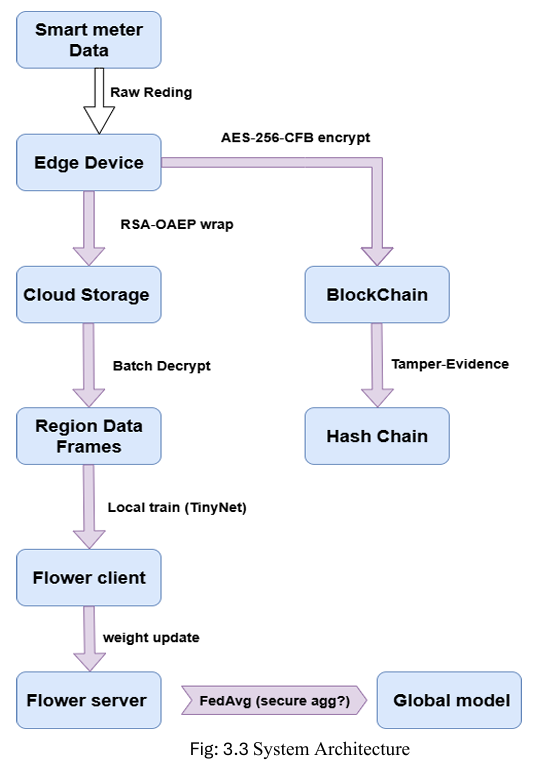 Smart meter
Data
Raw Reding
AES-256-CFB encrypt
Edge Device
RSA-OAEP wrap
Cloud Storage
BlockChain
Batch Decrypt
Tamper-Evidence
Region Data
Frames
Hash Chain
Local train (TinyNet)
Flower client
weight update
Flower server
FedAvg (secure agg?)
Global model
Fig: 3.3 System Architecture